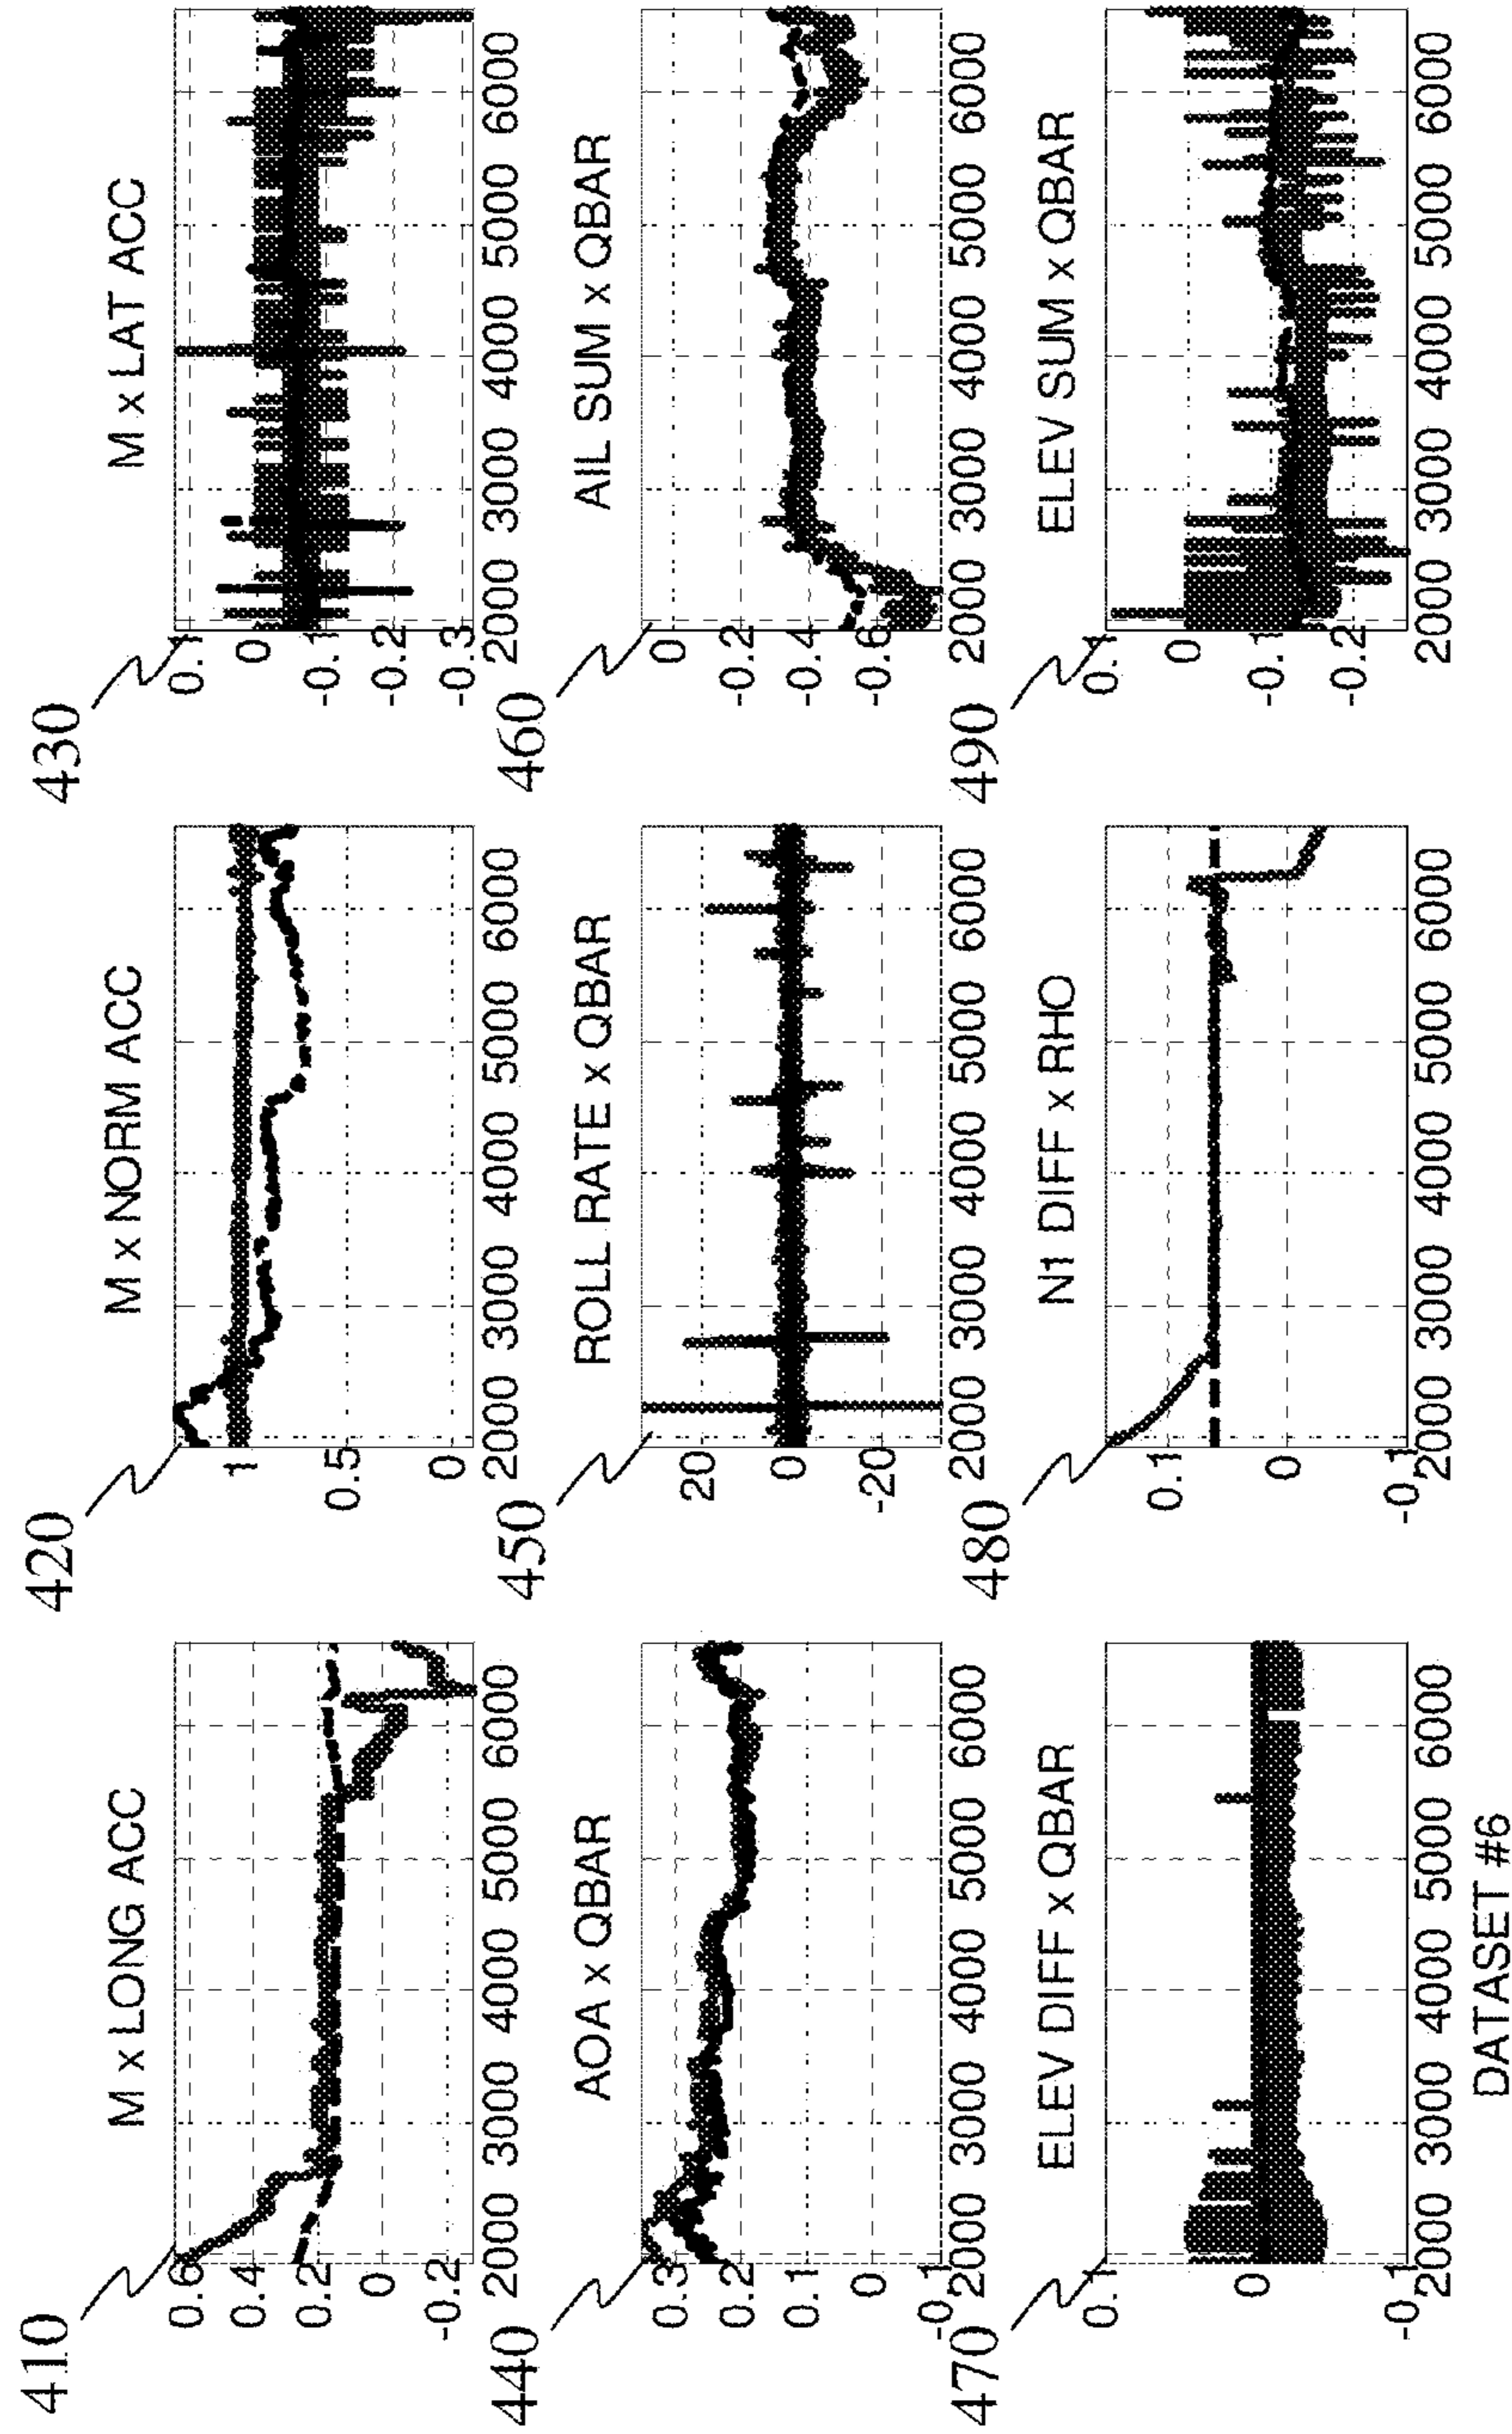 410
M x LONG ACC
0.6
0.4
0.2
0
-0.2
2000 3000 4000 5000 6000
420
M x NORM ACC
1
0.5
0
2000 3000 4000 5000 6000
430
M x LAT ACC
0.1
0
-0.1
-0.2
-0.3
2000 3000 4000 5000 6000
440
AOA x QBAR
0.3
0.2
0.1
0
-0.1
2000 3000 4000 5000 6000
450
ROLL RATE x QBAR
20
0
-20
2000 3000 4000 5000 6000
460
AIL SUM x QBAR
0
-0.2
-0.4
-0.6
2000 3000 4000 5000 6000
470
ELEV DIFF x QBAR
0.1
0
-0.1
2000 3000 4000 5000 6000
DATASET #6
480
N1 DIFF x RHO
0.1
0
-0.1
2000 3000 4000 5000 6000
490
ELEV SUM x QBAR
0.1
0
-0.1
-0.2
2000 3000 4000 5000 6000